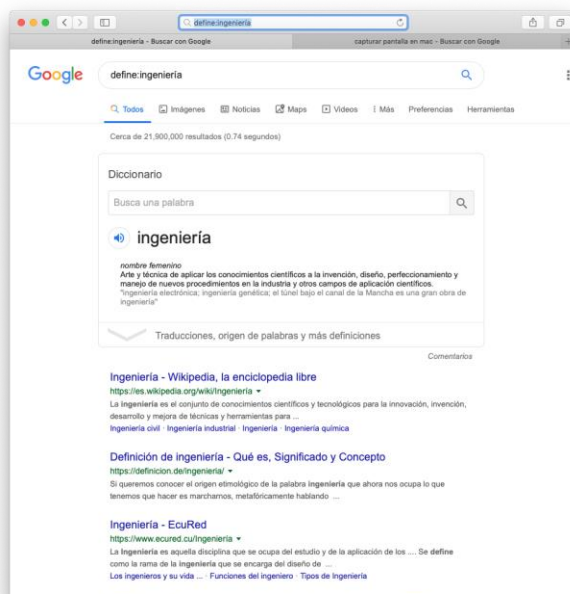 define:ingeniería
define:ingeniería - Buscar con Google
capturar pantalla en mac - Buscar con Google
Google
define:ingeniería
Todos Imágenes Noticias Maps Videos Más Preferencias Herramientas
Cerca de 21,900,000 resultados (0.74 segundos)
Diccionario
Busca una palabra
ingeniería
nombre femenino
Arte y técnica de aplicar los conocimientos científicos a la invención, diseño, perfeccionamiento y
manejo de nuevos procedimientos en la industria y otros campos de aplicación científicos.
"ingeniería electrónica; ingeniería genética; el túnel bajo el canal de la Mancha es una gran obra de
ingeniería"
Traducciones, origen de palabras y más definiciones
Comentarios
Ingeniería - Wikipedia, la enciclopedia libre
https://es.wikipedia.org/wiki/Ingeniería
La ingeniería es el conjunto de conocimientos científicos y tecnológicos para la innovación, invención,
desarrollo y mejora de técnicas y herramientas para ...
Ingeniería civil · Ingeniería industrial · Ingeniería · Ingeniería química
Definición de ingeniería - Qué es, Significado y Concepto
https://definicion.de/ingenieria/
Si queremos conocer el origen etimológico de la palabra ingeniería que ahora nos ocupa lo que
tenemos que hacer es marcharnos, metafóricamente hablando ...
Ingeniería - EcuRed
https://www.ecured.cu/Ingeniería
La Ingeniería es aquella disciplina que se ocupa del estudio y de la aplicación de los .... Se define
como la rama de la ingeniería que se encarga del diseño de ...
Los ingenieros y su vida ... · Funciones del ingeniero · Tipos de Ingeniería